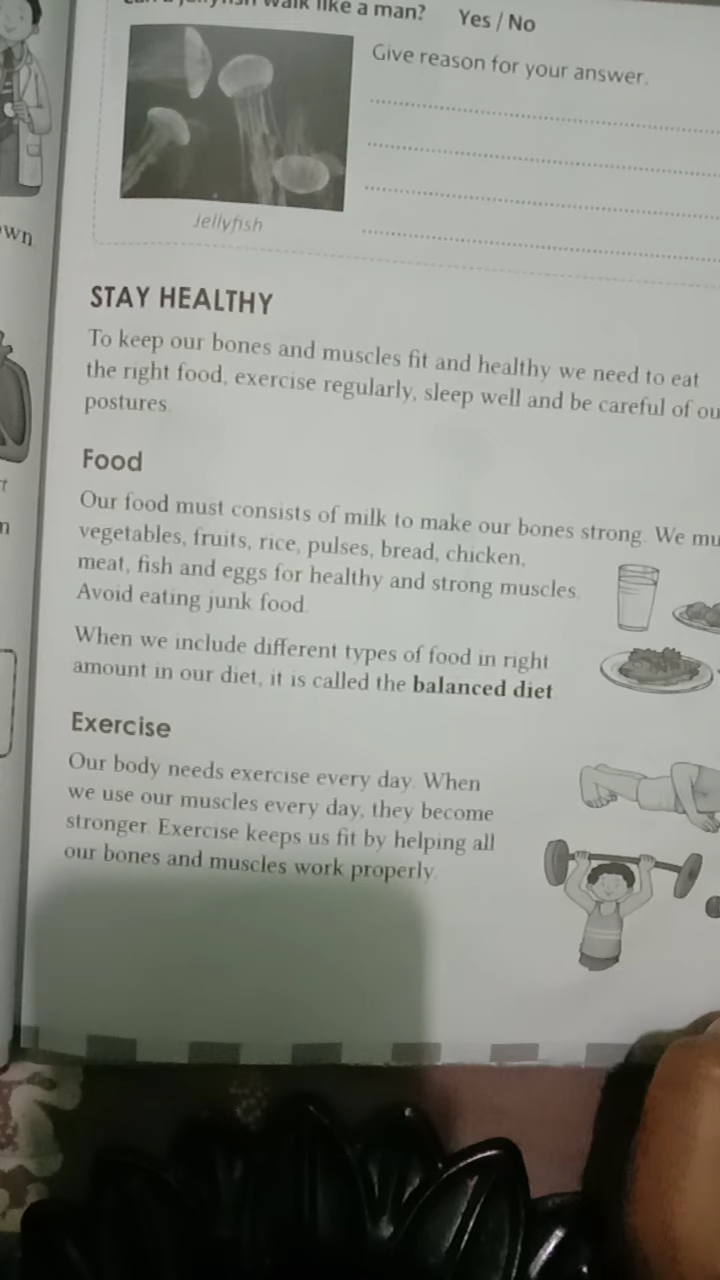 walk like a man? Yes / No
Give reason for your answer.
Jellyfish
STAY HEALTHY
To keep our bones and muscles fit and healthy we need to eat
the right food, exercise regularly, sleep well and be careful of
postures.
Food
Our food must consists of milk to make our bones strong. We
vegetables, fruits, rice, pulses, bread, chicken,
meat, fish and eggs for healthy and strong muscles.
Avoid eating junk food.
When we include different types of food in right
amount in our diet, it is called the balanced diet
Exercise
Our body needs exercise every day. When
we use our muscles every day, they become
stronger. Exercise keeps us fit by helping all
our bones and muscles work properly.